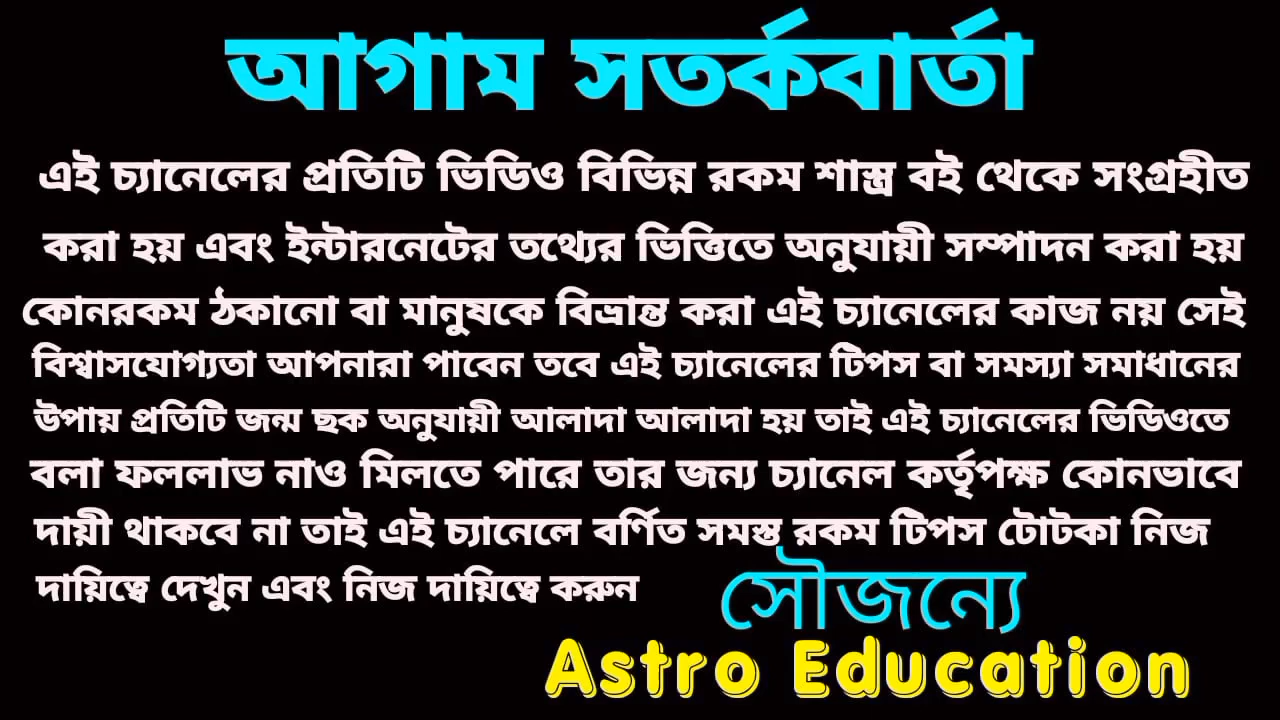 আগাম সতর্কবার্তা
এই চ্যানেলের প্রতিটি ভিডিও বিভিন্ন রকম শাস্ত্র বই থেকে সংগ্রহীত
করা হয় এবং ইন্টারনেটের তথ্যের ভিত্তিতে অনুযায়ী সম্পাদন করা হয়
কোনরকম ঠকানো বা মানুষকে বিভ্রান্ত করা এই চ্যানেলের কাজ নয় সেই
বিশ্বাসযোগ্যতা আপনারা পাবেন তবে এই চ্যানেলের টিপস বা সমস্যা সমাধানের
উপায় প্রতিটি জন্ম ছক অনুযায়ী আলাদা আলাদা হয় তাই এই চ্যানেলের ভিডিওতে
বলা ফললাভ নাও মিলতে পারে তার জন্য চ্যানেল কর্তৃপক্ষ কোনভাবে
দায়ী থাকবে না তাই এই চ্যানেলে বর্ণিত সমস্ত রকম টিপস টোটকা নিজ
দায়িত্বে দেখুন এবং নিজ দায়িত্বে করুন
সৌজন্যে
Astro Education